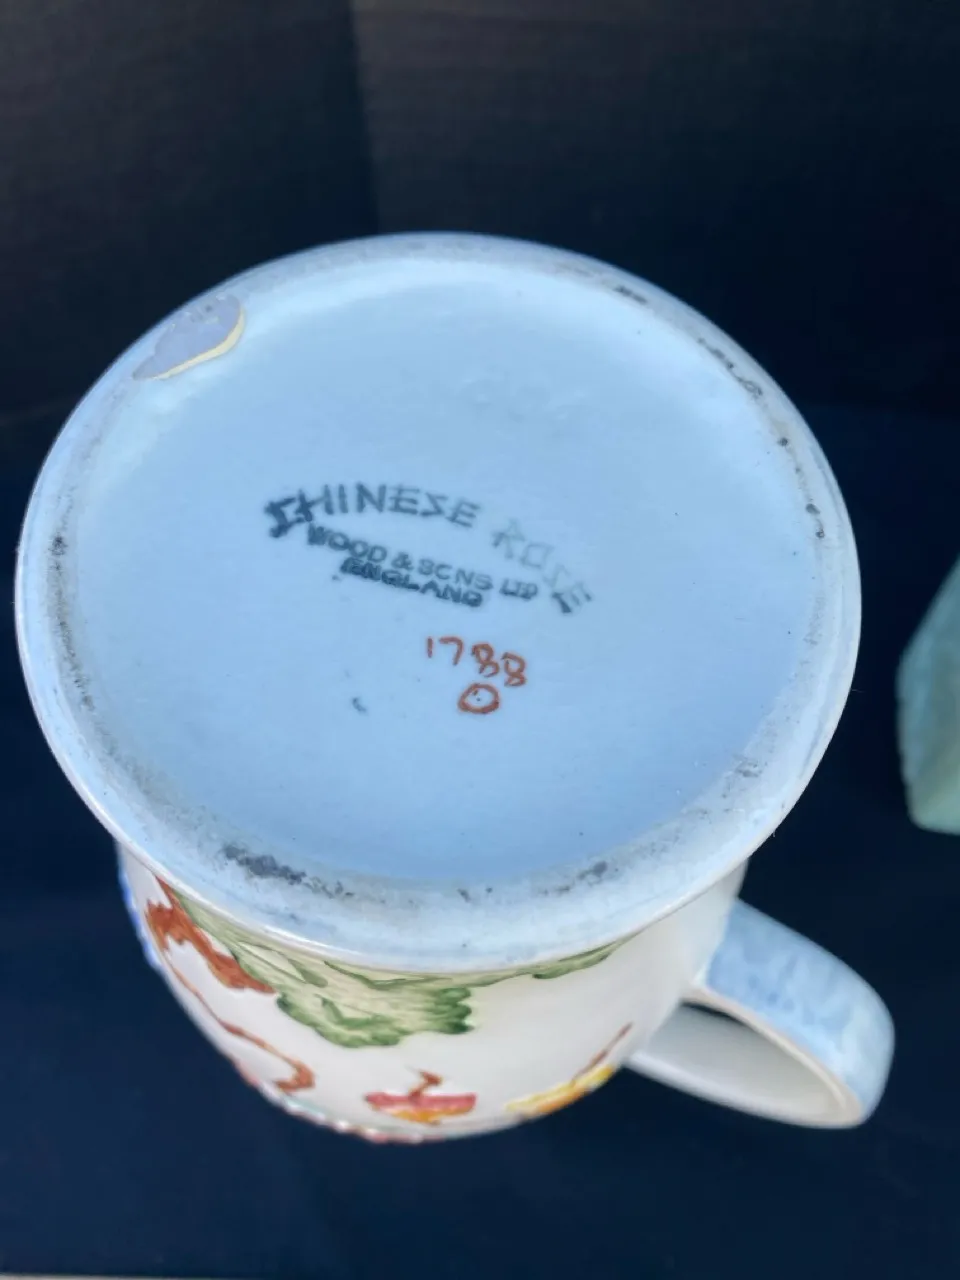 CHINESE ROSE
WOOD & SONS LTD
ENGLAND
1788